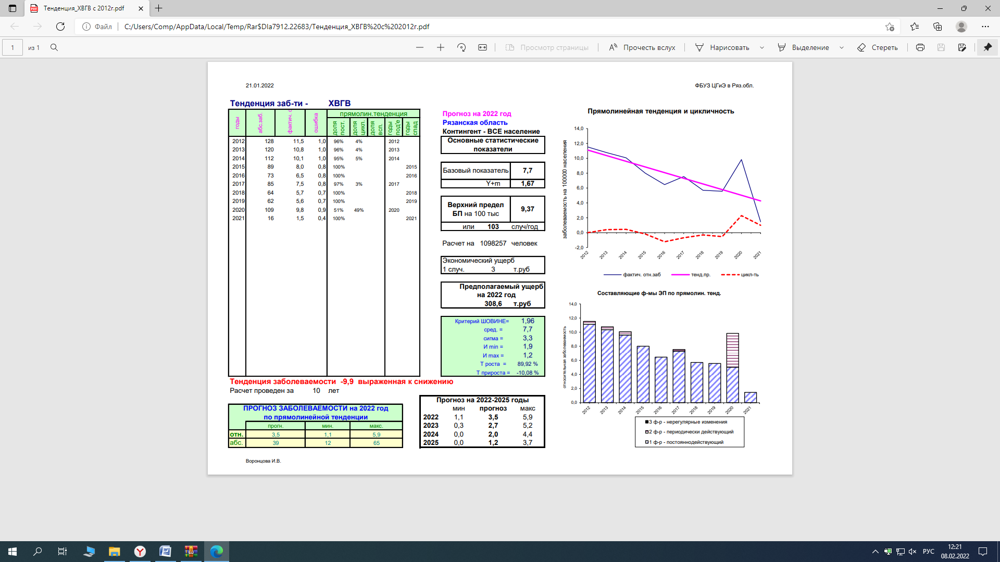 Тенденция_ХВГВ с 2012г.pdf
Файл C:/Users/Comp/AppData/Local/Temp/Rar$DIa7912.22683/Тенденция_ХВГВ%20с%202012г.pdf
1 из 1 Просмотр страницы Прочесть вслух Нарисовать Выделение Стереть
21.01.2022
ФБУЗ ЦГиЭ в Ряз.обл.
Тенденция заб-ти - ХВГВ
годы абс.заб. фактич. о ошибка прямолин.тенденция
доля пост. доля цикл. доля всп. годы под'е годы спад
2012 128 11,5 1,0 96% 4% 2012
2013 120 10,8 1,0 96% 4% 2013
2014 112 10,1 1,0 95% 5% 2014
2015 89 8,0 0,8 100% 2015
2016 73 6,5 0,8 100% 2016
2017 85 7,5 0,8 97% 3% 2017
2018 64 5,7 0,7 100% 2018
2019 62 5,6 0,7 100% 2019
2020 109 9,8 0,9 51% 49% 2020
2021 16 1,5 0,4 100% 2021
Тенденция заболеваемости -9,9 выраженная к снижению
Расчет проведен за 10 лет
ПРОГНОЗ ЗАБОЛЕВАЕМОСТИ на 2022 год
по прямолинейной тенденции
прогн. мин. макс.
отн. 3,5 1,1 5,9
абс. 39 12 65
Воронцова И.В.
Прогноз на 2022 год
Рязанская область
Контингент - ВСЕ население
Основные статистические
показатели
Базовый показатель 7,7
Y+m 1,67
Верхний предел
БП на 100 тыс 9,37
или 103 случ/год
Расчет на 1098257 человек
Экономический ущерб
1 случ. 3 т.руб
Предполагаемый ущерб
на 2022 год
308,6 т.руб
Критерий ШОВИНЕ= 1,96
сред. = 7,7
сигма = 3,3
И min = 1,9
И max = 1,2
Т роста = 89,92 %
Т прироста = -10,08 %
Прогноз на 2022-2025 годы
мин прогноз макс
2022 1,1 3,5 5,9
2023 0,3 2,7 5,2
2024 0,0 2,0 4,4
2025 0,0 1,2 3,7
Прямолинейная тенденция и цикличность
заболеваемость на 100000 населения
14,0
12,0
10,0
8,0
6,0
4,0
2,0
0,0
-2,0
2012 2013 2014 2015 2016 2017 2018 2019 2020 2021
фактич. отн.заб тенд.пр. цикл-ть
Составляющие ф-мы ЭП по прямолин. тенд.
относительная заболеваемость
14,0
12,0
10,0
8,0
6,0
4,0
2,0
0,0
2012 2013 2014 2015 2016 2017 2018 2019 2020 2021
3 ф-р - нерегулярные изменения
2 ф-р - периодически действующий
1 ф-р - постояннодействующий
РУС
12:21
08.02.2022